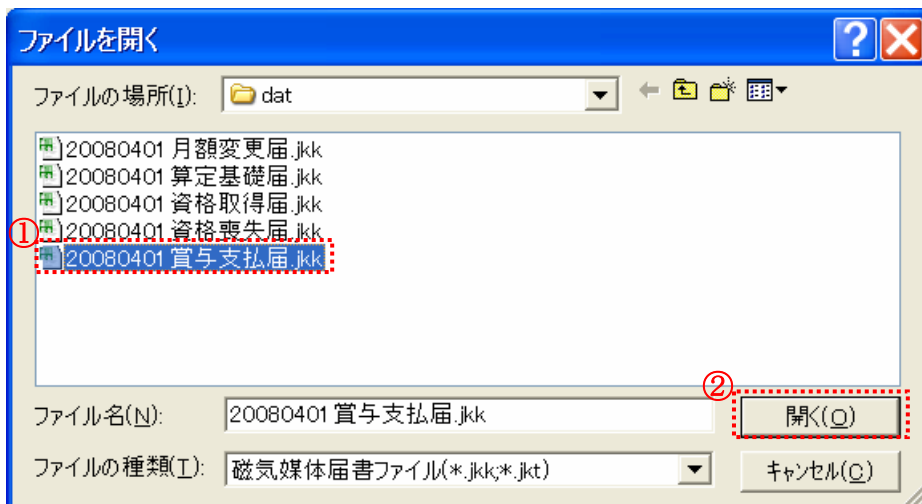 ファイルを開く
ファイルの場所(I): dat
20080401 月額変更届.jkk
20080401 算定基礎届.jkk
20080401 資格取得届.jkk
20080401 資格喪失届.jkk
① 20080401 賞与支払届.jkk
②
ファイル名(N): 20080401 賞与支払届.jkk 開く(O)
ファイルの種類(T): 磁気媒体届書ファイル(*.jkk;*.jkt) キャンセル(C)